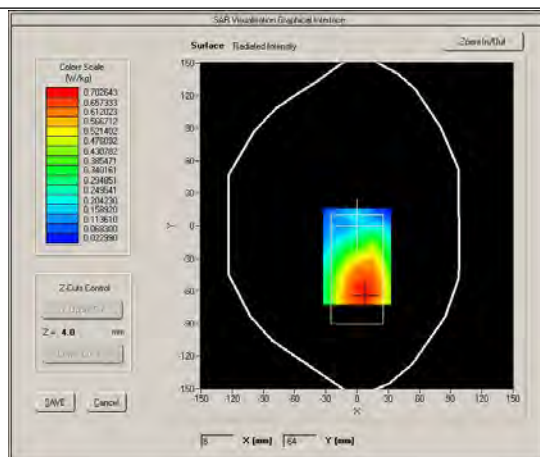 SAR Visualisation Graphical Interface
Surface Radiated Intensity
Zoom In/Out
Colors Scale
(W/kg)
0.702643
0.657333
0.612023
0.566712
0.521402
0.476092
0.430782
0.385471
0.340161
0.294851
0.249541
0.204230
0.158920
0.113610
0.068300
0.022990
150
120
90
60
30
0
-30
-60
-90
-120
-150
Y
-150 -120 -90 -60 -30 0 30 60 90 120 150
X
Z-Cuts Control
Z = 4.0 mm
SAVE Cancel
X (mm) 64 Y (mm)